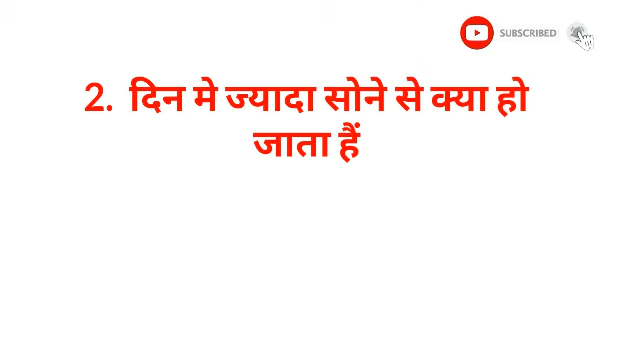 SUBSCRIBED
2. दिन मे ज्यादा सोने से क्या हो
जाता हैं